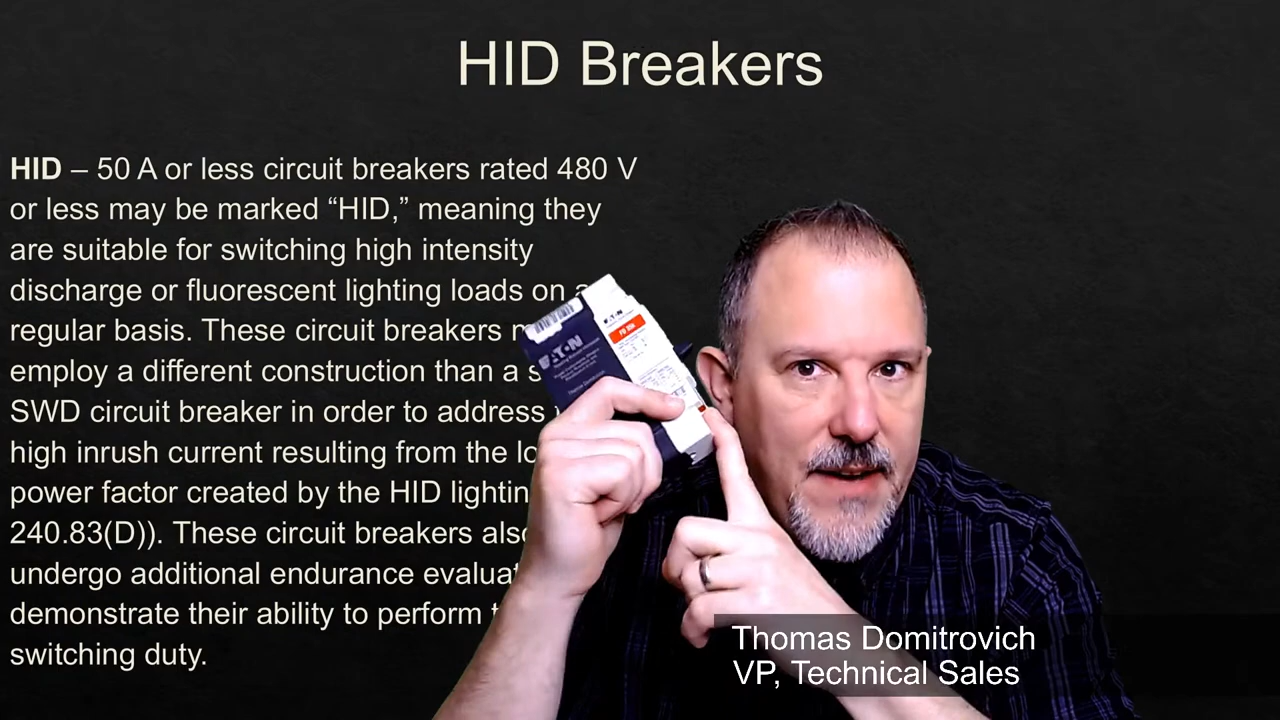 HID Breakers
HID – 50 A or less circuit breakers rated 480 V
or less may be marked “HID,” meaning they
are suitable for switching high intensity
discharge or fluorescent lighting loads on
regular basis. These circuit breakers
employ a different construction than a
SWD circuit breaker in order to address
high inrush current resulting from the
power factor created by the HID
240.83(D)). These circuit breakers
undergo additional endurance
demonstrate their ability to perform
switching duty.
EATON
EATON
Thomas Domitrovich
VP, Technical Sales